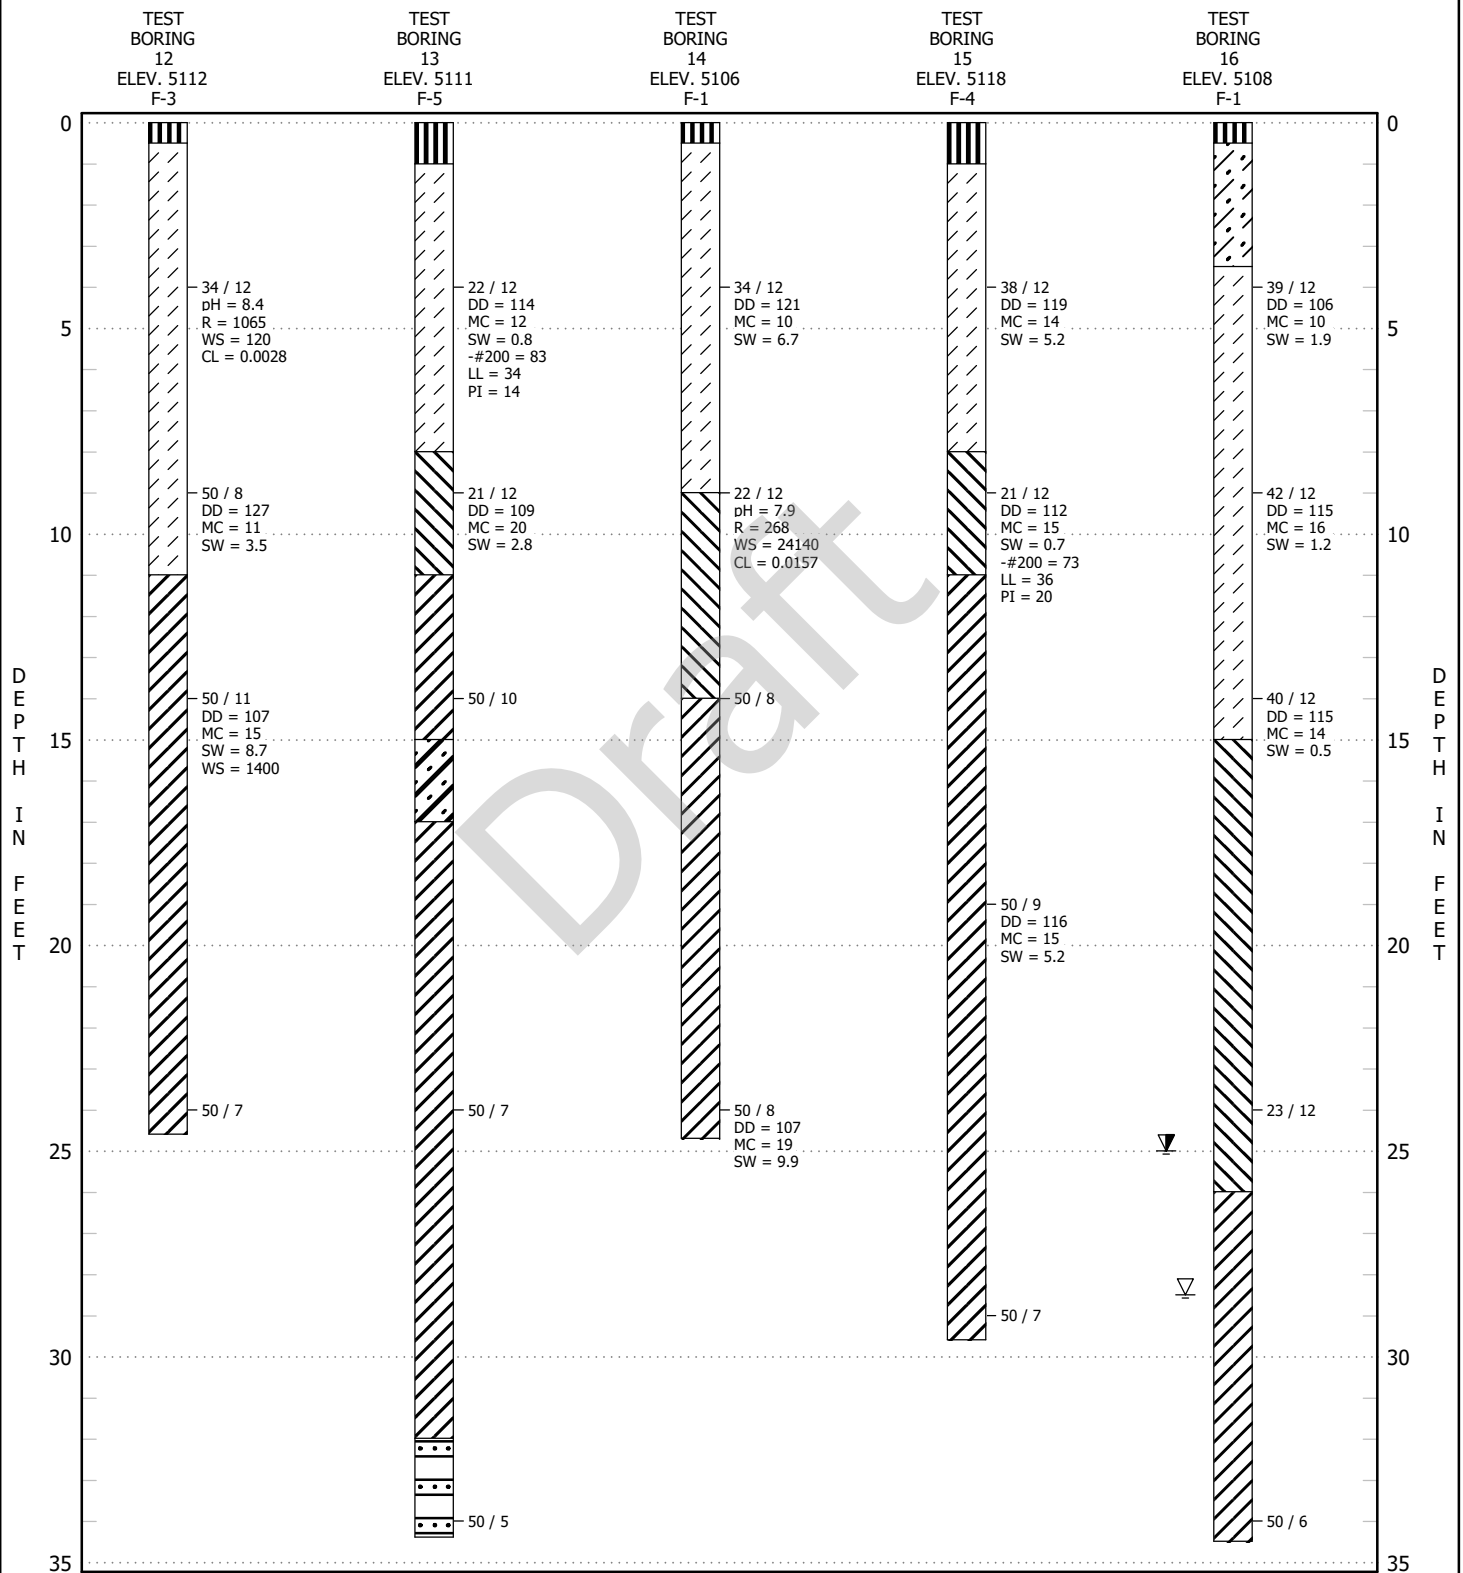 TEST
BORING
12
ELEV. 5112
F-3
TEST
BORING
13
ELEV. 5111
F-5
TEST
BORING
14
ELEV. 5106
F-1
TEST
BORING
15
ELEV. 5118
F-4
TEST
BORING
16
ELEV. 5108
F-1
DEPTH IN FEET
0
5
10
15
20
25
30
35
34 / 12
pH = 8.4
R = 1065
WS = 120
CL = 0.0028
50 / 8
DD = 127
MC = 11
SW = 3.5
50 / 11
DD = 107
MC = 15
SW = 8.7
WS = 1400
50 / 7
22 / 12
DD = 114
MC = 12
SW = 0.8
-#200 = 83
LL = 34
PI = 14
21 / 12
DD = 109
MC = 20
SW = 2.8
50 / 10
50 / 7
50 / 5
34 / 12
DD = 121
MC = 10
SW = 6.7
22 / 12
pH = 7.9
R = 268
WS = 24140
CL = 0.0157
50 / 8
50 / 8
DD = 107
MC = 19
SW = 9.9
38 / 12
DD = 119
MC = 14
SW = 5.2
21 / 12
DD = 112
MC = 15
SW = 0.7
-#200 = 73
LL = 36
PI = 20
50 / 9
DD = 116
MC = 15
SW = 5.2
50 / 7
39 / 12
DD = 106
MC = 10
SW = 1.9
42 / 12
DD = 115
MC = 16
SW = 1.2
40 / 12
DD = 115
MC = 14
SW = 0.5
23 / 12
50 / 6
0
5
10
15
20
25
30
35
DEPTH IN FEET
Draft